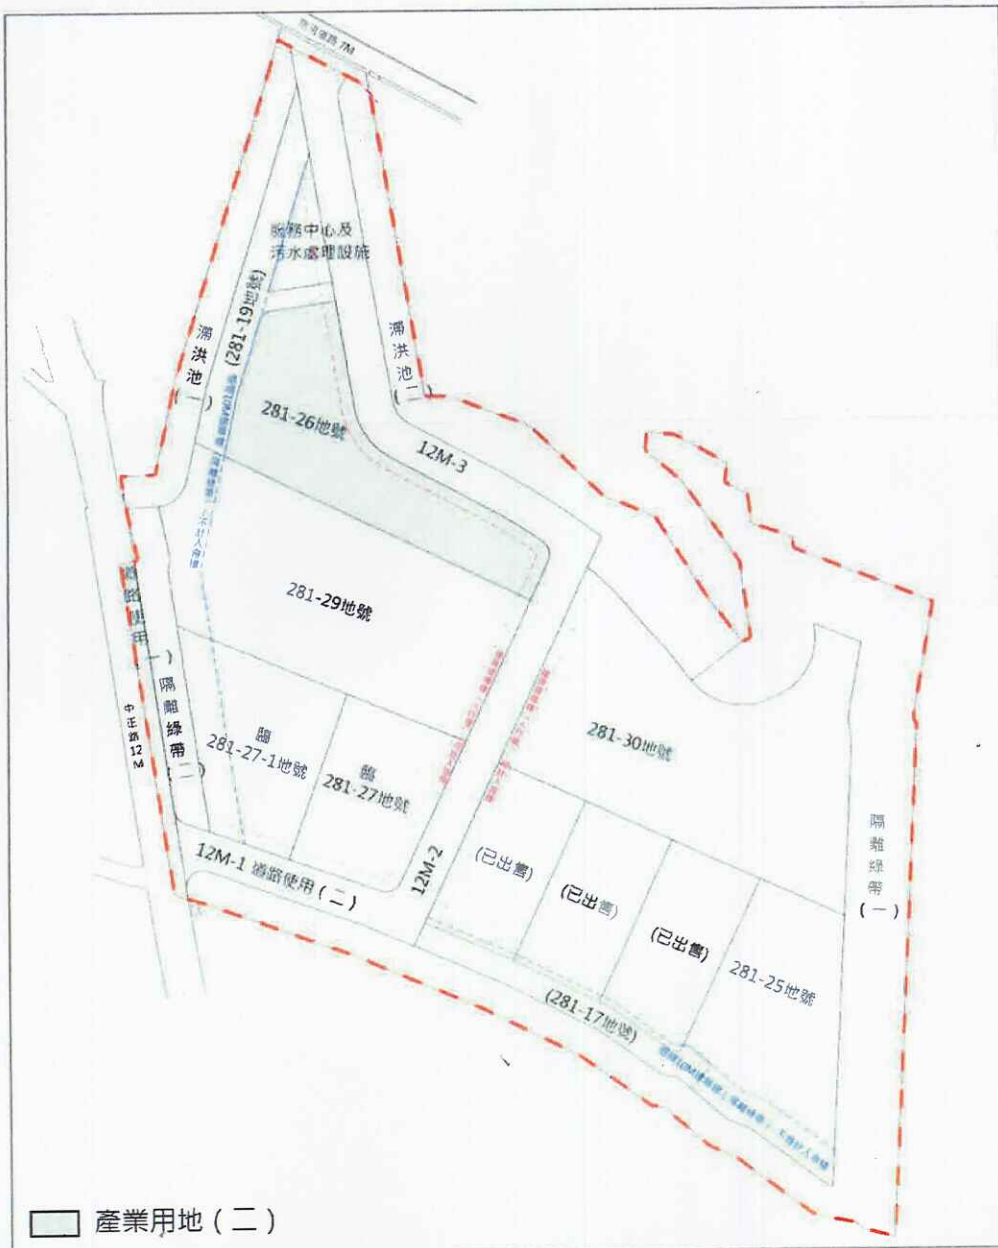 7M
服務中心及
污水處理設施
(281-19地號)
滯洪池(一)
滯洪池(二)
281-26地號
12M-3
281-29地號
道路使用(一)
隔離綠帶(二)
中正路12M
臨
281-27-1地號
臨
281-27地號
281-30地號
12M-1 道路使用(二)
12M-2
(已出售)
(已出售)
(已出售)
281-25地號
隔離綠帶(一)
(281-17地號)
產業用地(二)